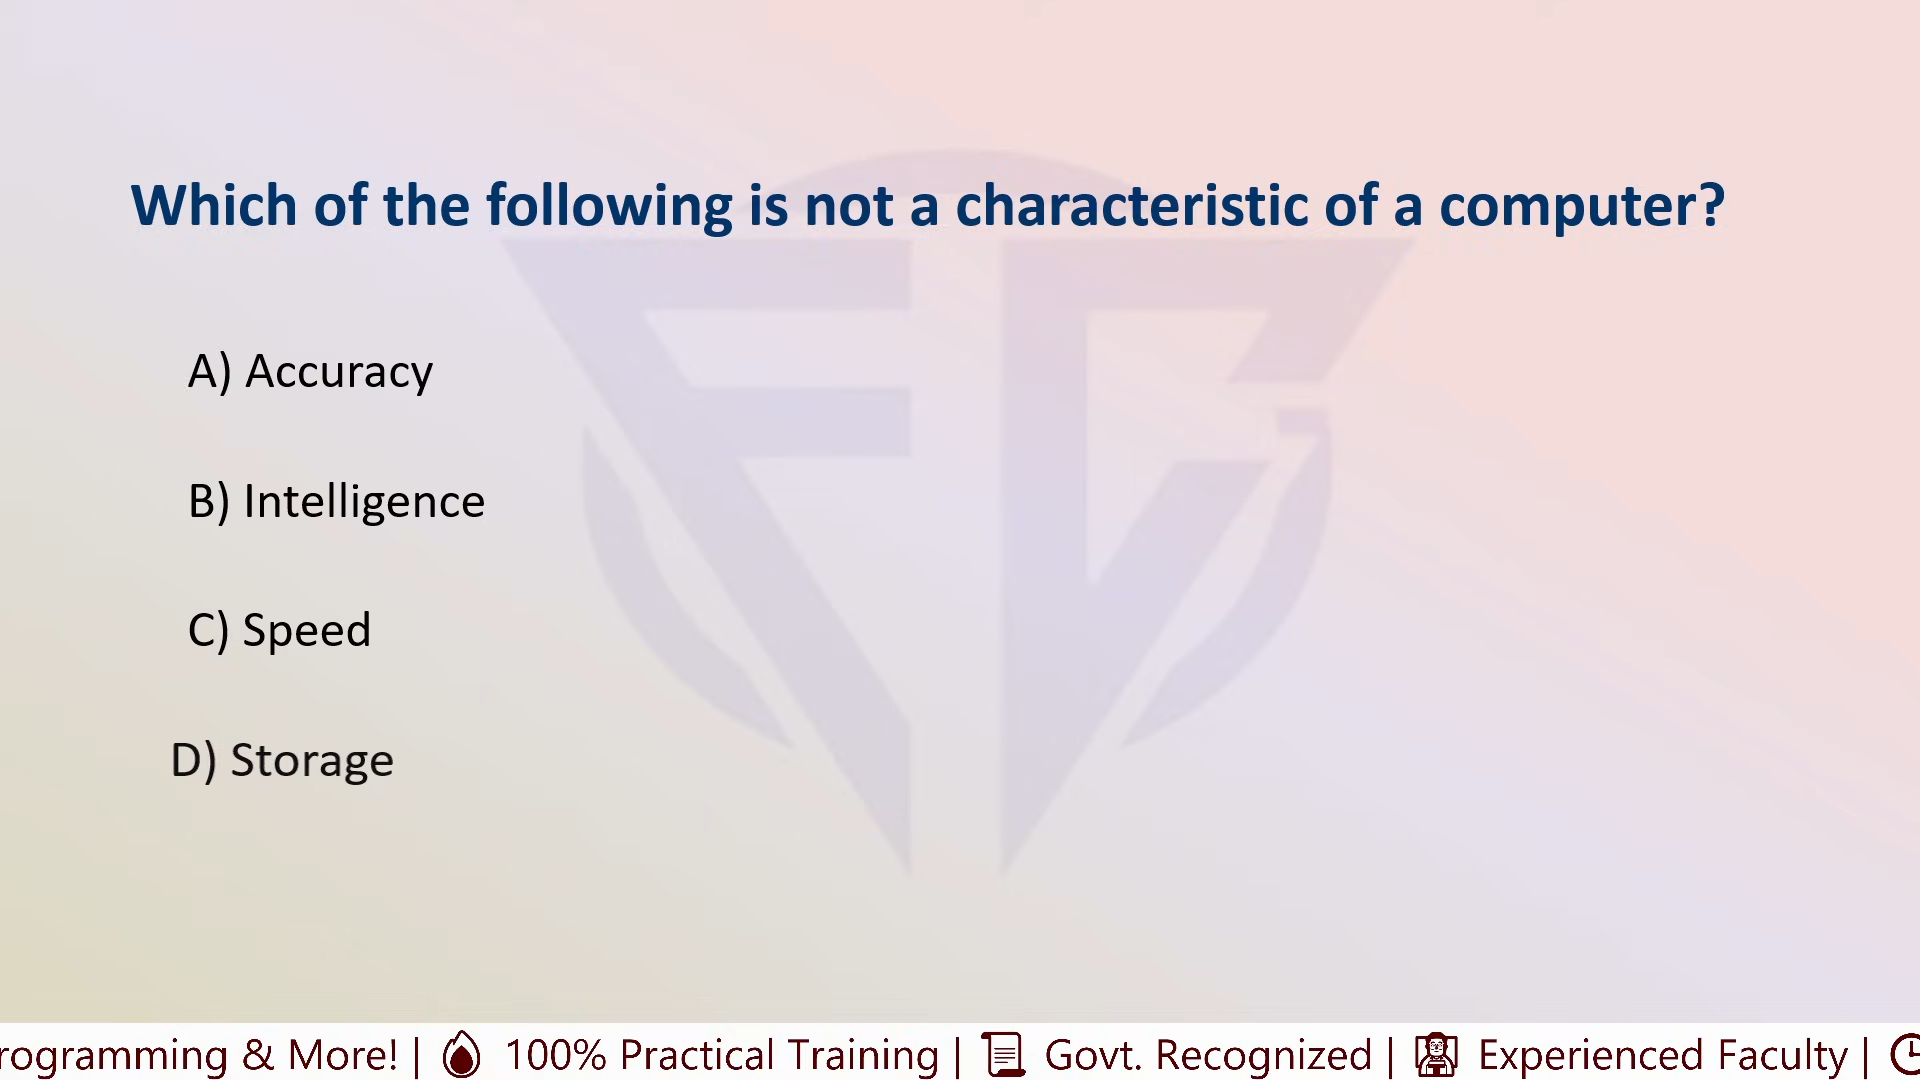 Which of the following is not a characteristic of a computer?
A) Accuracy
B) Intelligence
C) Speed
D) Storage
rogramming & More! | 100% Practical Training | Govt. Recognized | Experienced Faculty |